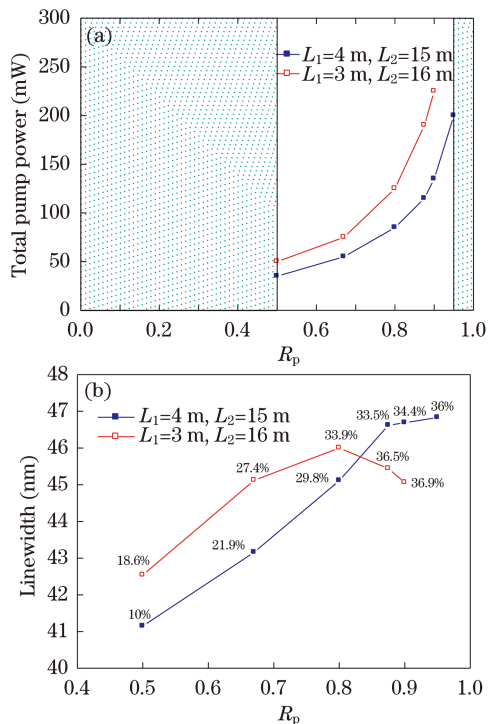 (a)
L₁=4 m, L₂=15 m
L₁=3 m, L₂=16 m
Total pump power (mW)
300
250
200
150
100
50
0
0.0 0.2 0.4 0.6 0.8 1.0
Rₚ
(b)
L₁=4 m, L₂=15 m
L₁=3 m, L₂=16 m
Linewidth (nm)
48
47
46
45
44
43
42
41
40
33.5% 34.4% 36%
33.9%
27.4%
36.5%
29.8%
36.9%
18.6%
21.9%
10%
0.4 0.5 0.6 0.7 0.8 0.9 1.0
Rₚ